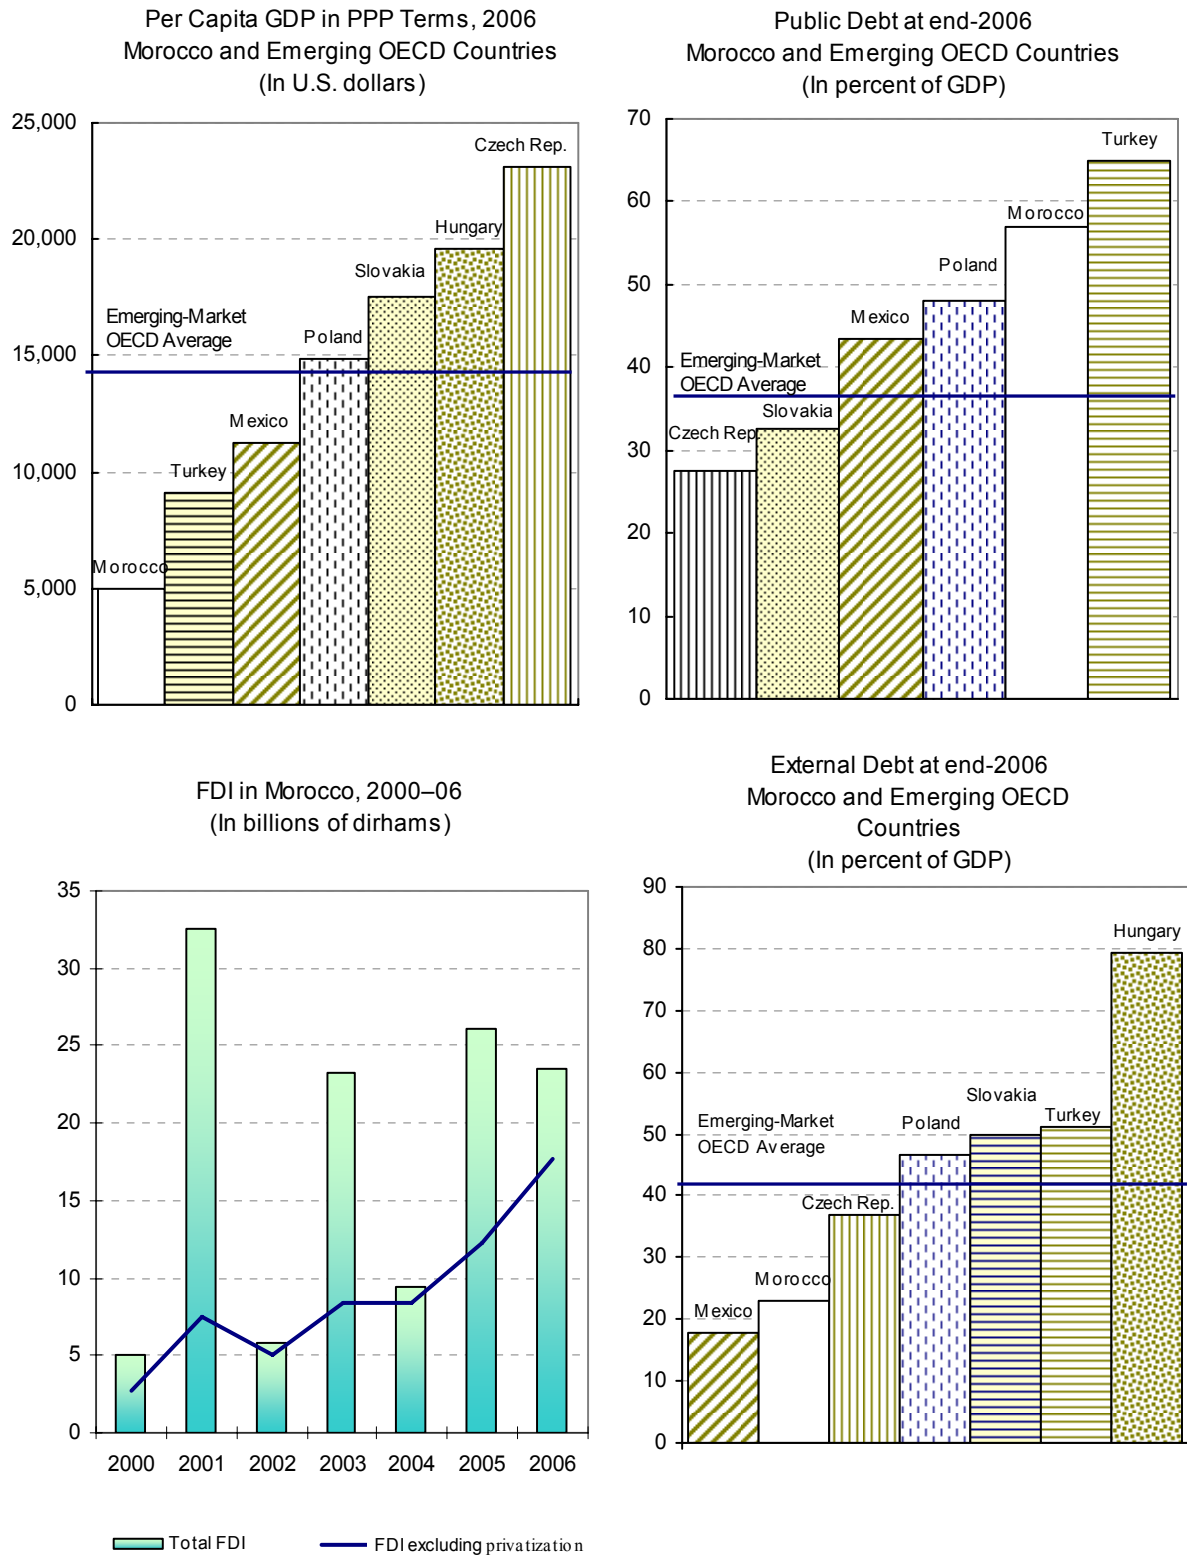 Per Capita GDP in PPP Terms, 2006
Morocco and Emerging OECD Countries
(In U.S. dollars)
25,000
20,000
15,000
10,000
5,000
0
Czech Rep.
Hungary
Slovakia
Emerging-Market
OECD Average
Poland
Mexico
Turkey
Morocco
Public Debt at end-2006
Morocco and Emerging OECD Countries
(In percent of GDP)
70
60
50
40
30
20
10
0
Turkey
Morocco
Poland
Mexico
Emerging-Market
OECD Average
Slovakia
Czech Rep
FDI in Morocco, 2000–06
(In billions of dirhams)
35
30
25
20
15
10
5
0
2000 2001 2002 2003 2004 2005 2006
Total FDI
FDI excluding privatization
External Debt at end-2006
Morocco and Emerging OECD
Countries
(In percent of GDP)
90
80
70
60
50
40
30
20
10
0
Hungary
Slovakia
Turkey
Emerging-Market
OECD Average
Poland
Czech Rep.
Morocco
Mexico